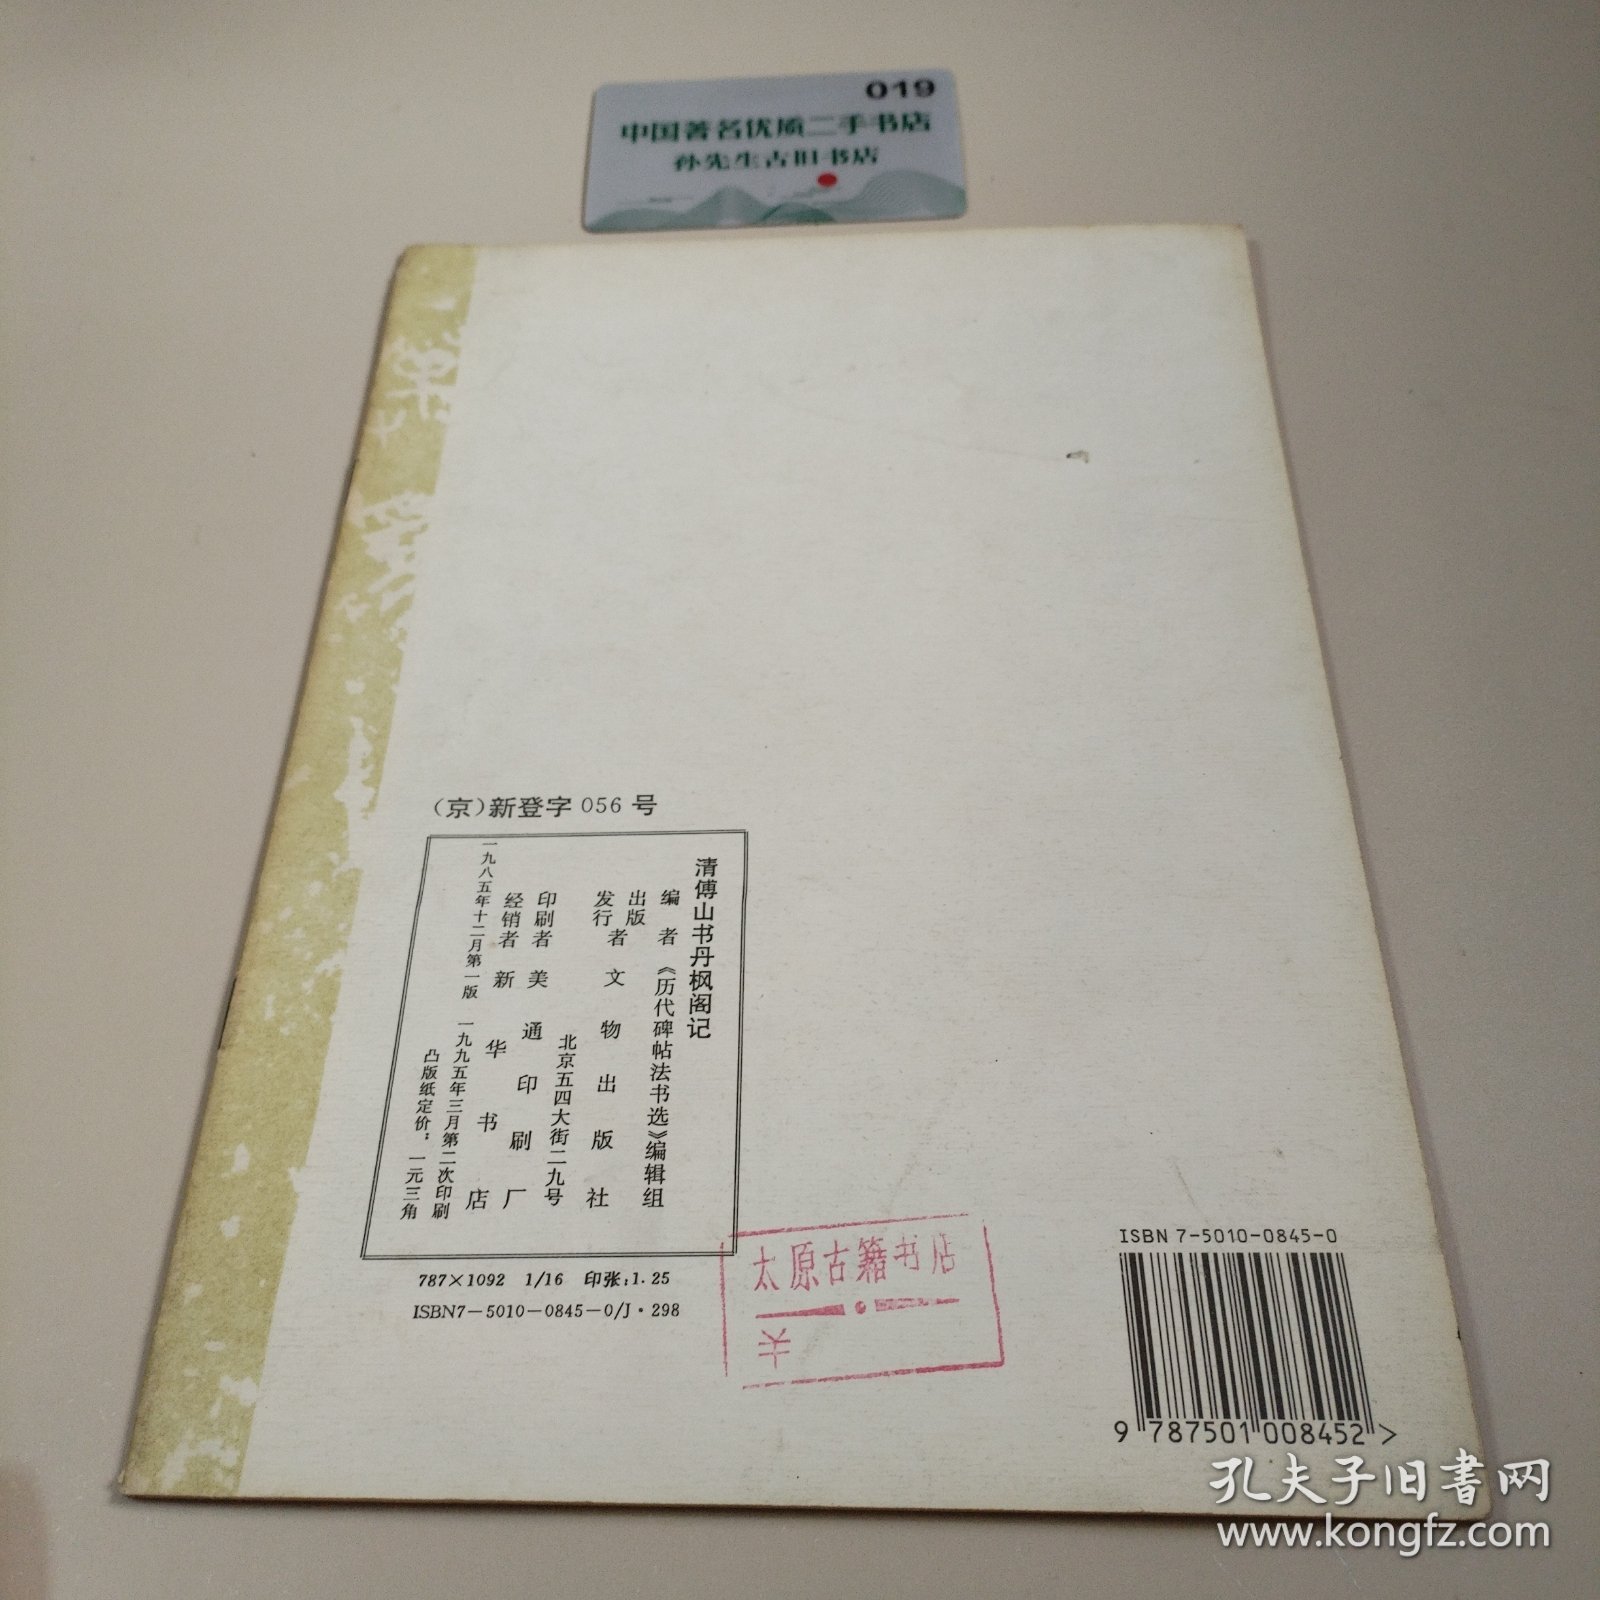 019
中国著名优质二手书店
孙先生古旧书店
(京)新登字 056 号
清傅山书丹枫阁记
编 者 《历代碑帖法书选》编辑组
出版
发行 者 文物出版社
北京五四大街二九号
印刷者 美通印刷厂
经销者 新华书店
一九八五年十二月第一版 一九九五年三月第二次印刷
凸版纸定价：一元三角
787×1092 1/16 印张:1.25
ISBN7-5010-0845-0/J·298
太原古籍书店
ISBN 7-5010-0845-0
9 787501 008452 >
孔夫子旧书网
www.kongfz.com